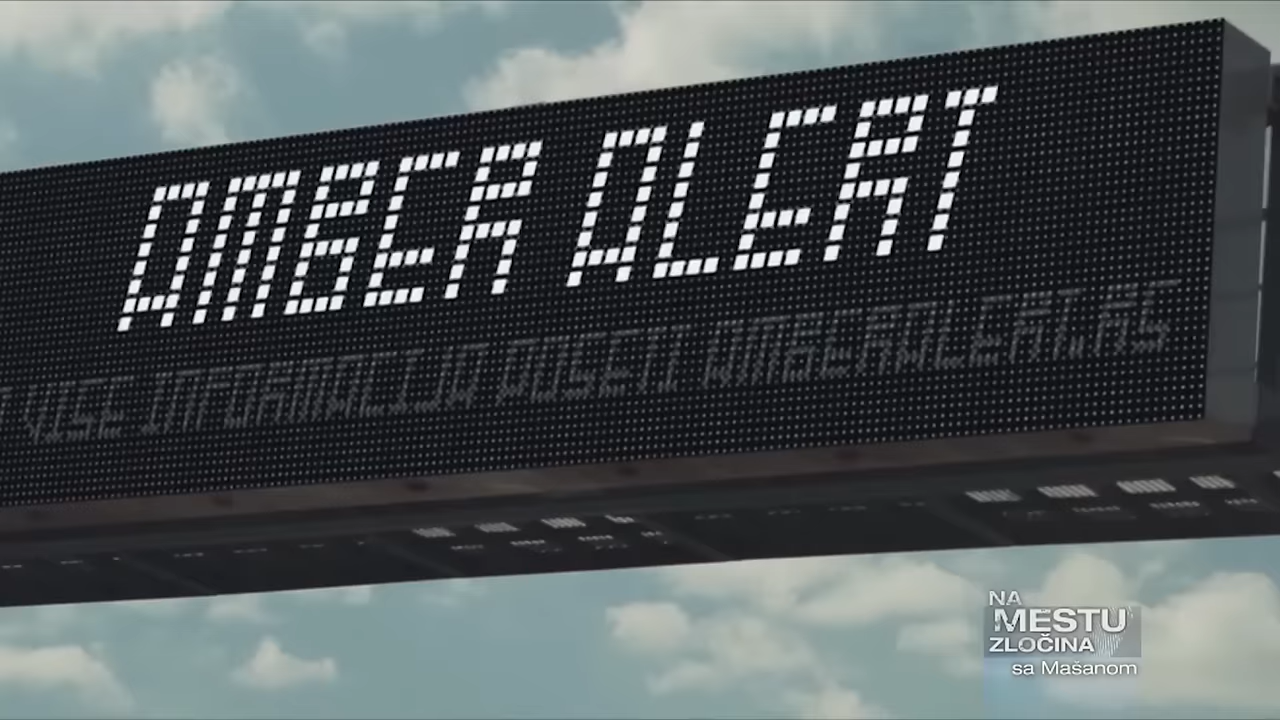 AMBER ALERT
VISE INFORMACIJA POSETI AMBERALERT.RS
NA
MESTU
ZLOČINA
sa Mašanom